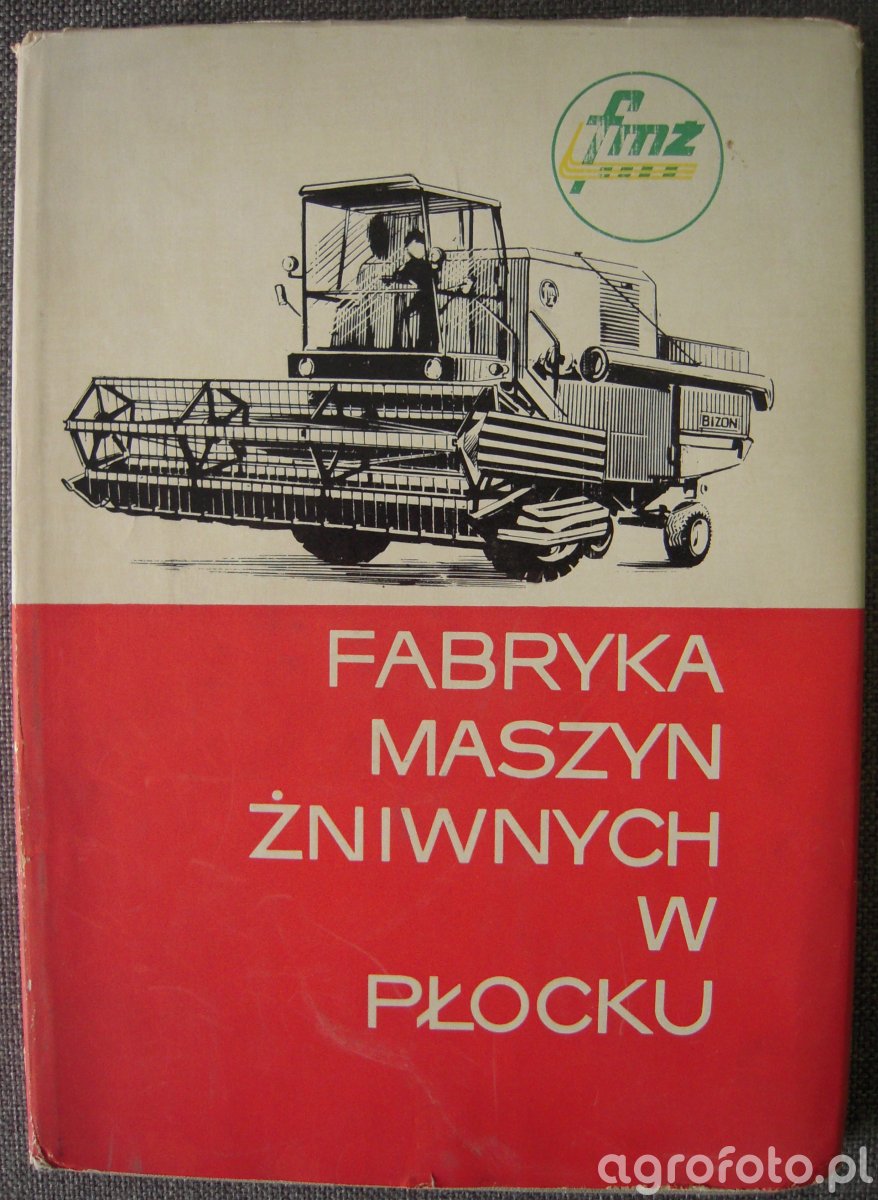 fmż
BIZON
FABRYKA
MASZYN
ŻNIWNYCH
W
PŁOCKU
agrofoto.pl